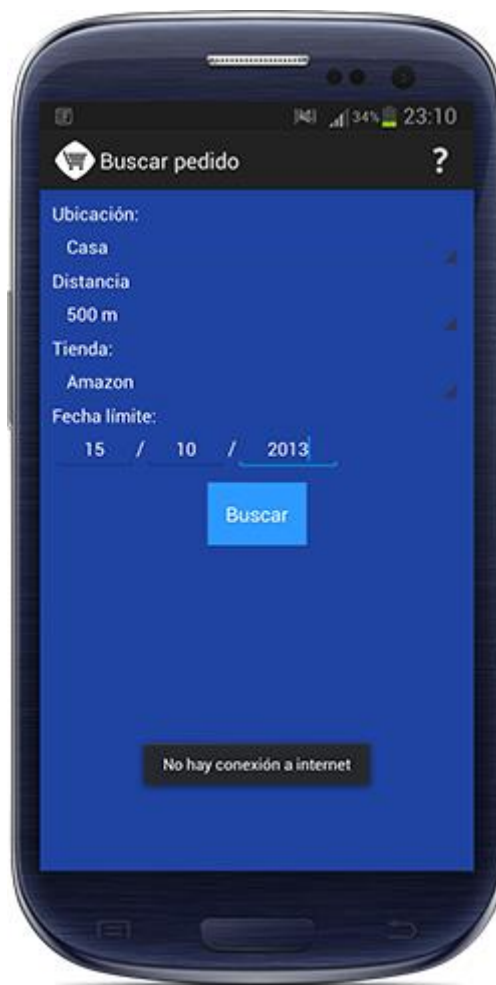 34% 23:10
Buscar pedido ?
Ubicación:
Casa
Distancia
500 m
Tienda:
Amazon
Fecha límite:
15 / 10 / 2013
Buscar
No hay conexión a internet